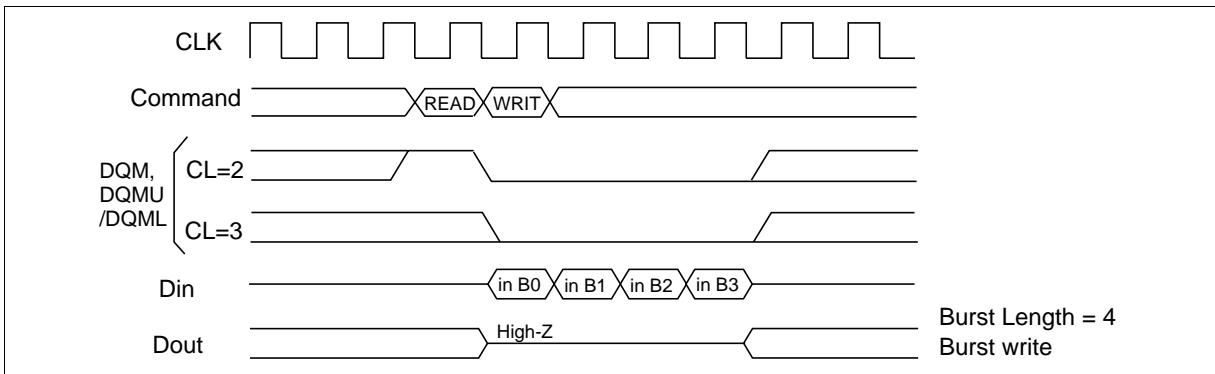 CLK
Command
READ WRIT
DQM,
DQMU
/DQML
CL=2
CL=3
Din
in B0 in B1 in B2 in B3
Dout
High-Z
Burst Length = 4
Burst write